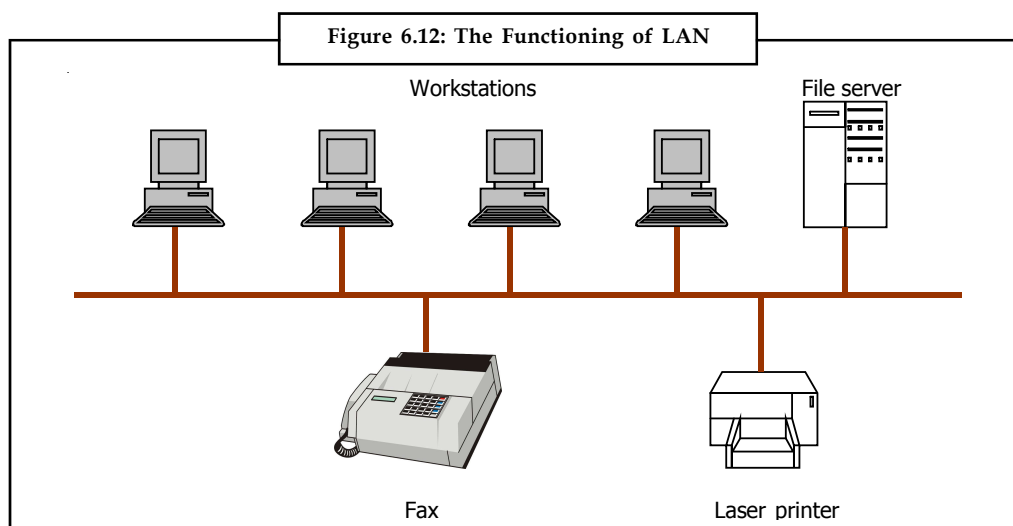 Figure 6.12: The Functioning of LAN
Workstations
File server
Fax
Laser printer